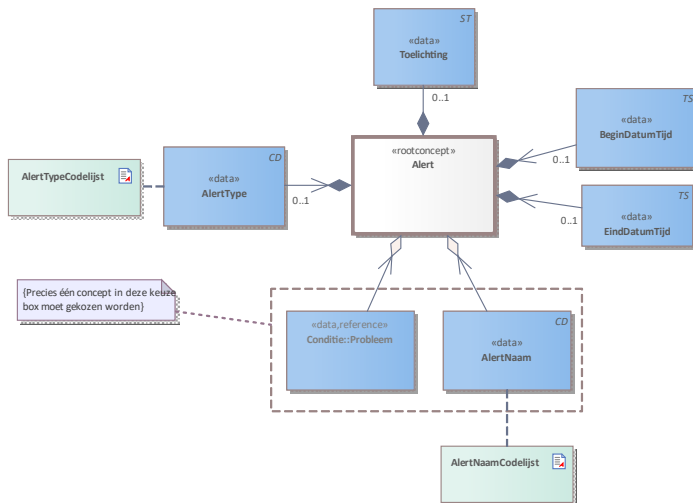 ST
«data»
Toelichting
0..1
TS
«data»
BeginDatumTijd
0..1
«rootconcept»
Alert
CD
«data»
AlertType
0..1
AlertTypeCodelijst
TS
«data»
EindDatumTijd
0..1
{Precies één concept in deze keuze
box moet gekozen worden}
«data,reference»
Conditie::Probleem
CD
«data»
AlertNaam
AlertNaamCodelijst